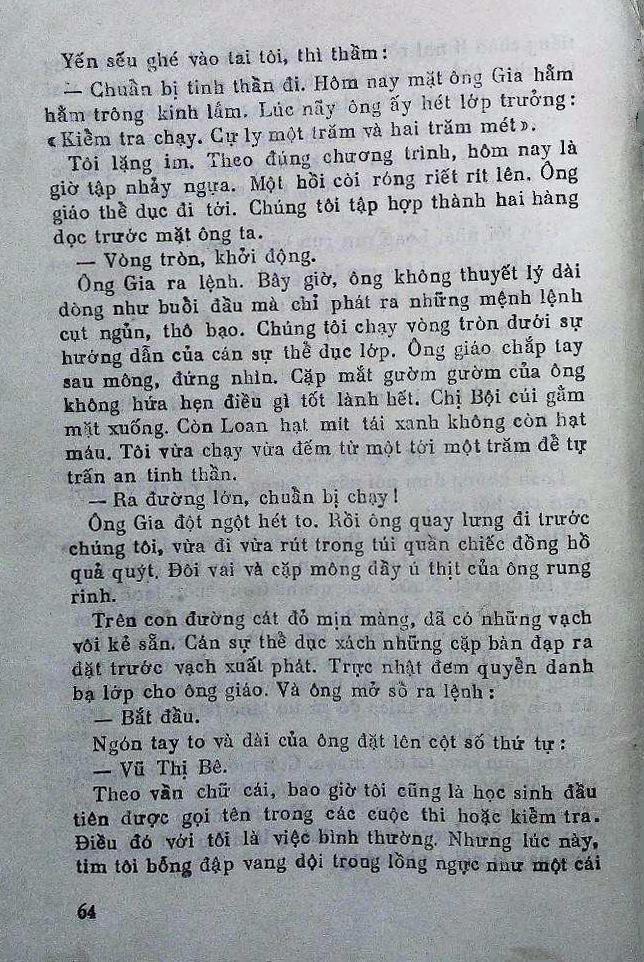 Yến sếu ghé vào tai tôi, thì thầm:
— Chuẩn bị tinh thần đi. Hôm nay mặt ông Gia hằm
hằm trông kinh lắm. Lúc nãy ông ấy hét lớp trưởng:
«Kiểm tra chạy. Cự ly một trăm và hai trăm mét».
Tôi lặng im. Theo đúng chương trình, hôm nay là
giờ tập nhảy ngựa. Một hồi còi róng riết rít lên. Ông
giáo thể dục đi tới. Chúng tôi tập hợp thành hai hàng
dọc trước mặt ông ta.
— Vòng tròn, khởi động.
Ông Gia ra lệnh. Bây giờ, ông không thuyết lý dài
dòng như buổi đầu mà chỉ phát ra những mệnh lệnh
cụt ngủn, thô bạo. Chúng tôi chạy vòng tròn dưới sự
hướng dẫn của cán sự thể dục lớp. Ông giáo chắp tay
sau mông, đứng nhìn. Cặp mắt gườm gườm của ông
không hứa hẹn điều gì tốt lành hết. Chị Bội cúi gằm
mặt xuống. Còn Loan hạt mít tái xanh không còn hạt
máu. Tôi vừa chạy vừa đếm từ một tới một trăm để tự
trấn an tinh thần.
— Ra đường lớn, chuẩn bị chạy!
Ông Gia đột ngột hét to. Rồi ông quay lưng đi trước
chúng tôi, vừa đi vừa rút trong túi quần chiếc đồng hồ
quả quýt. Đôi vai và cặp mông đầy ú thịt của ông rung
rinh.
Trên con đường cát đỏ mịn màng, đã có những vạch
vôi kẻ sẵn. Cán sự thể dục xách những cặp bàn đạp ra
đặt trước vạch xuất phát. Trực nhật đem quyển danh
bạ lớp cho ông giáo. Và ông mở sổ ra lệnh:
— Bắt đầu.
Ngón tay to và dài của ông đặt lên cột số thứ tự:
— Vũ Thị Bê.
Theo vần chữ cái, bao giờ tôi cũng là học sinh đầu
tiên được gọi tên trong các cuộc thi hoặc kiểm tra.
Điều đó với tôi là việc bình thường. Nhưng lúc này,
tim tôi bỗng đập vang dội trong lồng ngực như một cái
64